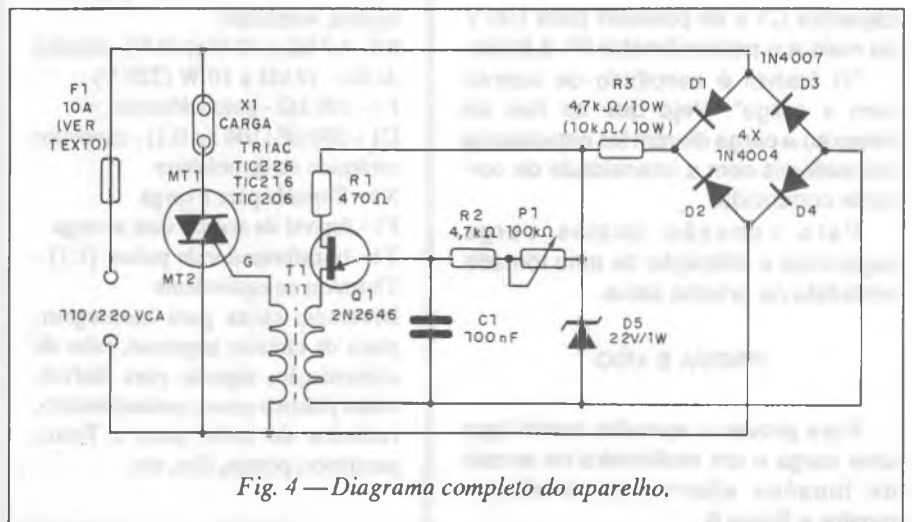 F1
10A
(VER
TEXTO)
X1
CARGA
TRIAC
TIC226
TIC216
TIC206
MT1
MT2
G
110/220 VCA
T1
1:1
R1
470Ω
Q1
2N2646
R2
4,7kΩ
P1
100kΩ
C1
100nF
D5
22V/1W
R3
4,7kΩ/10W
(10kΩ/10W)
1N4007
D1
D3
4X
1N4004
D2
D4
Fig. 4 — Diagrama completo do aparelho.